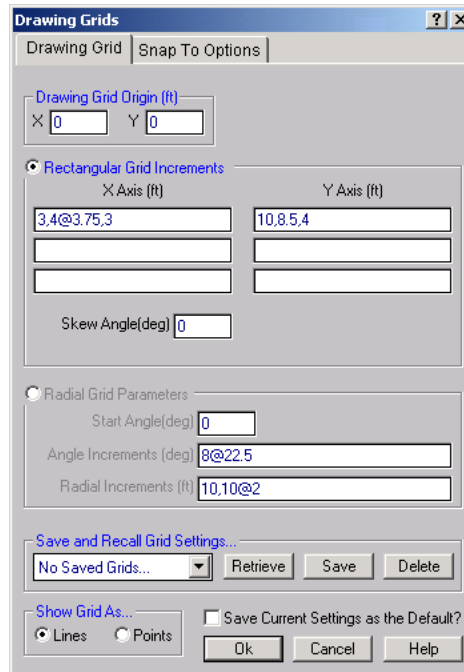 Drawing Grids ? X
Drawing Grid Snap To Options
Drawing Grid Origin (ft)
X 0 Y 0
Rectangular Grid Increments
X Axis (ft) Y Axis (ft)
3,4@3.75,3 10,8.5,4
Skew Angle(deg) 0
Radial Grid Parameters
Start Angle(deg) 0
Angle Increments (deg) 8@22.5
Radial Increments (ft) 10,10@2
Save and Recall Grid Settings...
No Saved Grids... Retrieve Save Delete
Show Grid As...
Save Current Settings as the Default?
Lines Points Ok Cancel Help